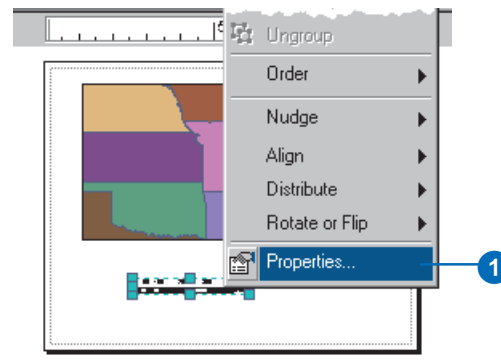 Ungroup
Order
Nudge
Align
Distribute
Rotate or Flip
Properties...
1